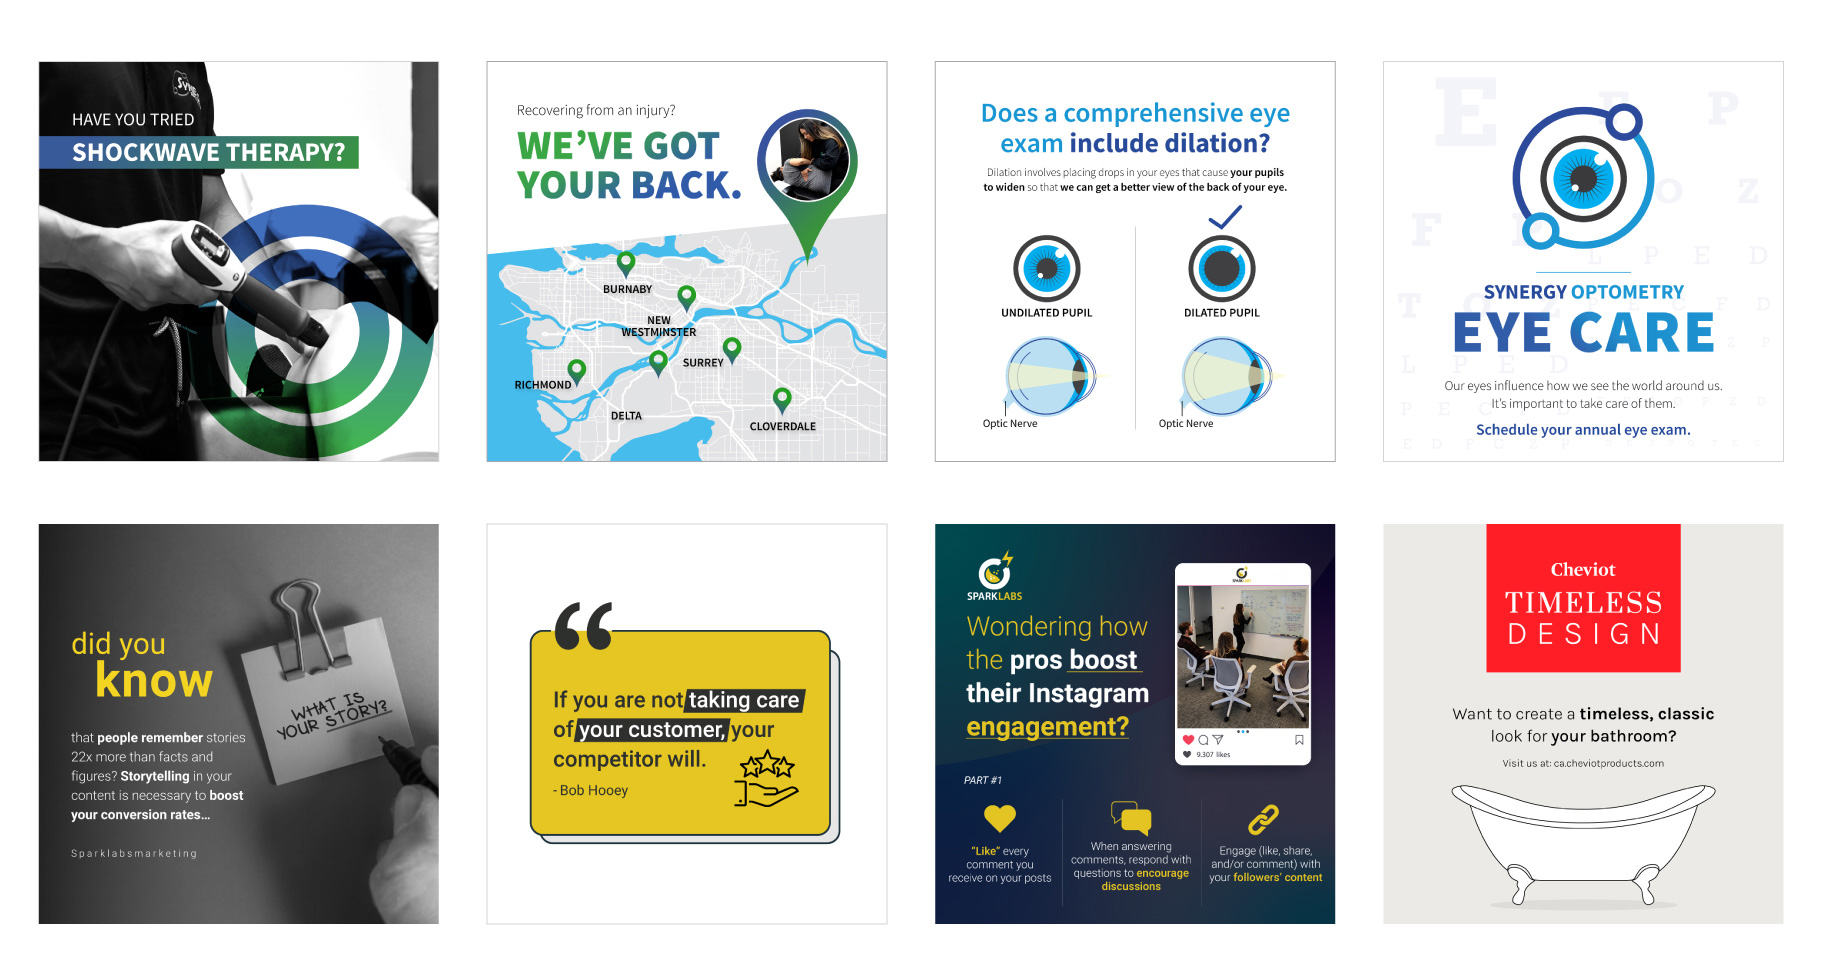 HAVE YOU TRIED
SHOCKWAVE THERAPY?
Recovering from an injury?
WE'VE GOT
YOUR BACK.
BURNABY
NEW
WESTMINSTER
SURREY
RICHMOND
DELTA
CLOVERDALE
Does a comprehensive eye
exam include dilation?
Dilation involves placing drops in your eyes that cause your pupils
to widen so that we can get a better view of the back of your eye.
UNDILATED PUPIL
DILATED PUPIL
Optic Nerve
Optic Nerve
E
F P
O Z
F
L P E D
T
F D
Z P
L P E D
P E
O P Z D
E D F C Z P
SYNERGY OPTOMETRY
EYE CARE
Our eyes influence how we see the world around us.
It's important to take care of them.
Schedule your annual eye exam.
did you
know
WHAT IS
YOUR STORY?
that people remember stories
22x more than facts and
figures? Storytelling in your
content is necessary to boost
your conversion rates...
Sparklabsmarketing
“
If you are not taking care
of your customer, your
competitor will.
- Bob Hooey
SPARKLABS
Wondering how
the pros boost
their Instagram
engagement?
SPARKLABS
9.307 likes
PART #1
"Like" every
comment you
receive on your posts
When answering
comments, respond with
questions to encourage
discussions
Engage (like, share,
and/or comment) with
your followers' content
Cheviot
TIMELESS
DESIGN
Want to create a timeless, classic
look for your bathroom?
Visit us at: ca.cheviotproducts.com